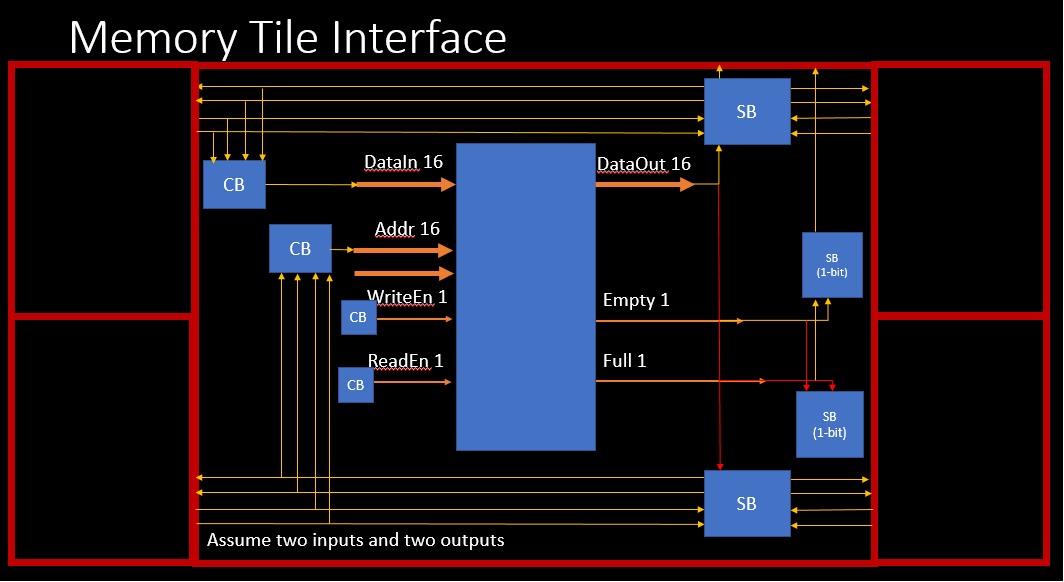 Memory Tile Interface
SB
DataIn 16
DataOut 16
CB
Addr 16
CB
SB
(1-bit)
WriteEn 1
Empty 1
CB
ReadEn 1
Full 1
CB
SB
(1-bit)
SB
Assume two inputs and two outputs